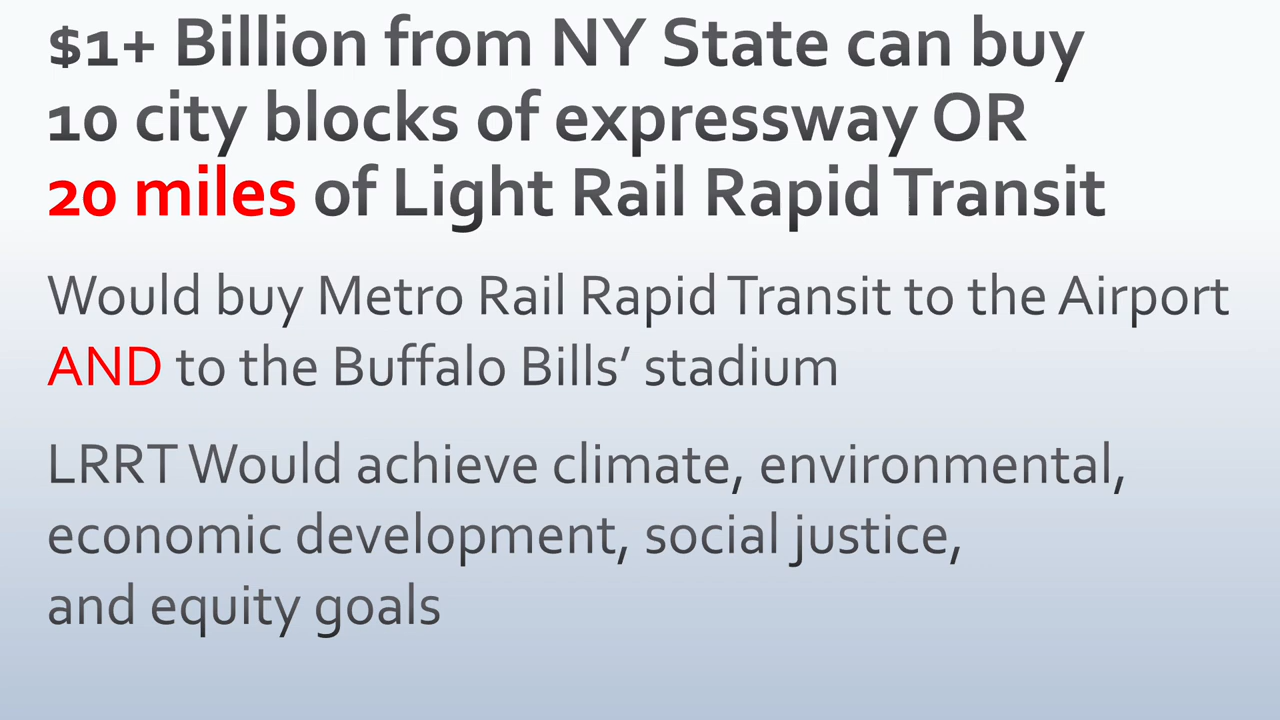 $1+ Billion from NY State can buy
10 city blocks of expressway OR
20 miles of Light Rail Rapid Transit
Would buy Metro Rail Rapid Transit to the Airport
AND to the Buffalo Bills’ stadium
LRRT Would achieve climate, environmental,
economic development, social justice,
and equity goals